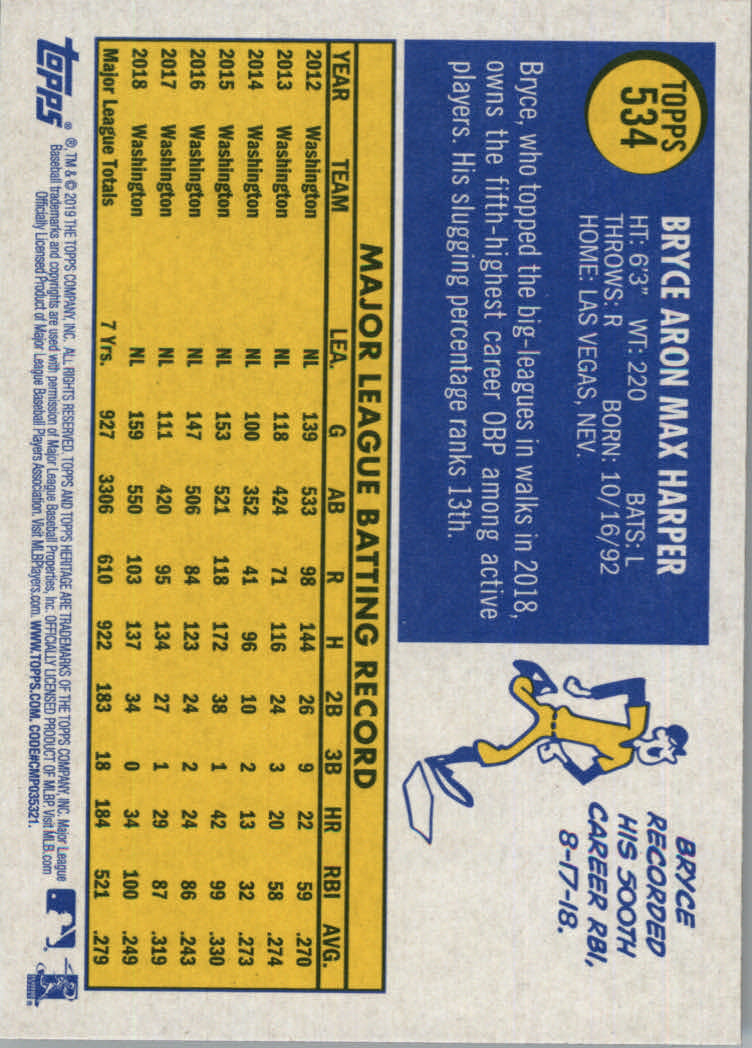 TOPPS
534
BRYCE ARON MAX HARPER
HT: 6'3" WT: 220 BATS: L
THROWS: R BORN: 10/16/92
HOME: LAS VEGAS, NEV.
Bryce, who topped the big-leagues in walks in 2018,
owns the fifth-highest career OBP among active
players. His slugging percentage ranks 13th.
BRYCE
RECORDED
HIS 500TH
CAREER RBI,
8-17-18.
MAJOR LEAGUE BATTING RECORD
YEAR TEAM LEA. G AB R H 2B 3B HR RBI AVG.
2012 Washington NL 139 533 98 144 26 9 22 59 .270
2013 Washington NL 118 424 71 116 24 3 20 58 .274
2014 Washington NL 100 352 41 96 10 2 13 32 .273
2015 Washington NL 153 521 118 172 38 1 42 99 .330
2016 Washington NL 147 506 84 123 24 2 24 86 .243
2017 Washington NL 111 420 95 134 27 1 29 87 .319
2018 Washington NL 159 550 103 137 34 0 34 100 .249
Major League Totals 7 Yrs. 927 3306 610 922 183 18 184 521 .279
topps
®, TM & © 2019 THE TOPPS COMPANY, INC. ALL RIGHTS RESERVED. TOPPS AND TOPPS HERITAGE ARE TRADEMARKS OF THE TOPPS COMPANY, INC. Major League
Baseball trademarks and copyrights are used with permission of Major League Baseball Properties, Inc. OFFICIALLY LICENSED PRODUCT OF MLBP. Visit MLB.com
Officially Licensed Product of Major League Baseball Players Association. Visit MLBPlayers.com. WWW.TOPPS.COM. CODE#CMP035321.